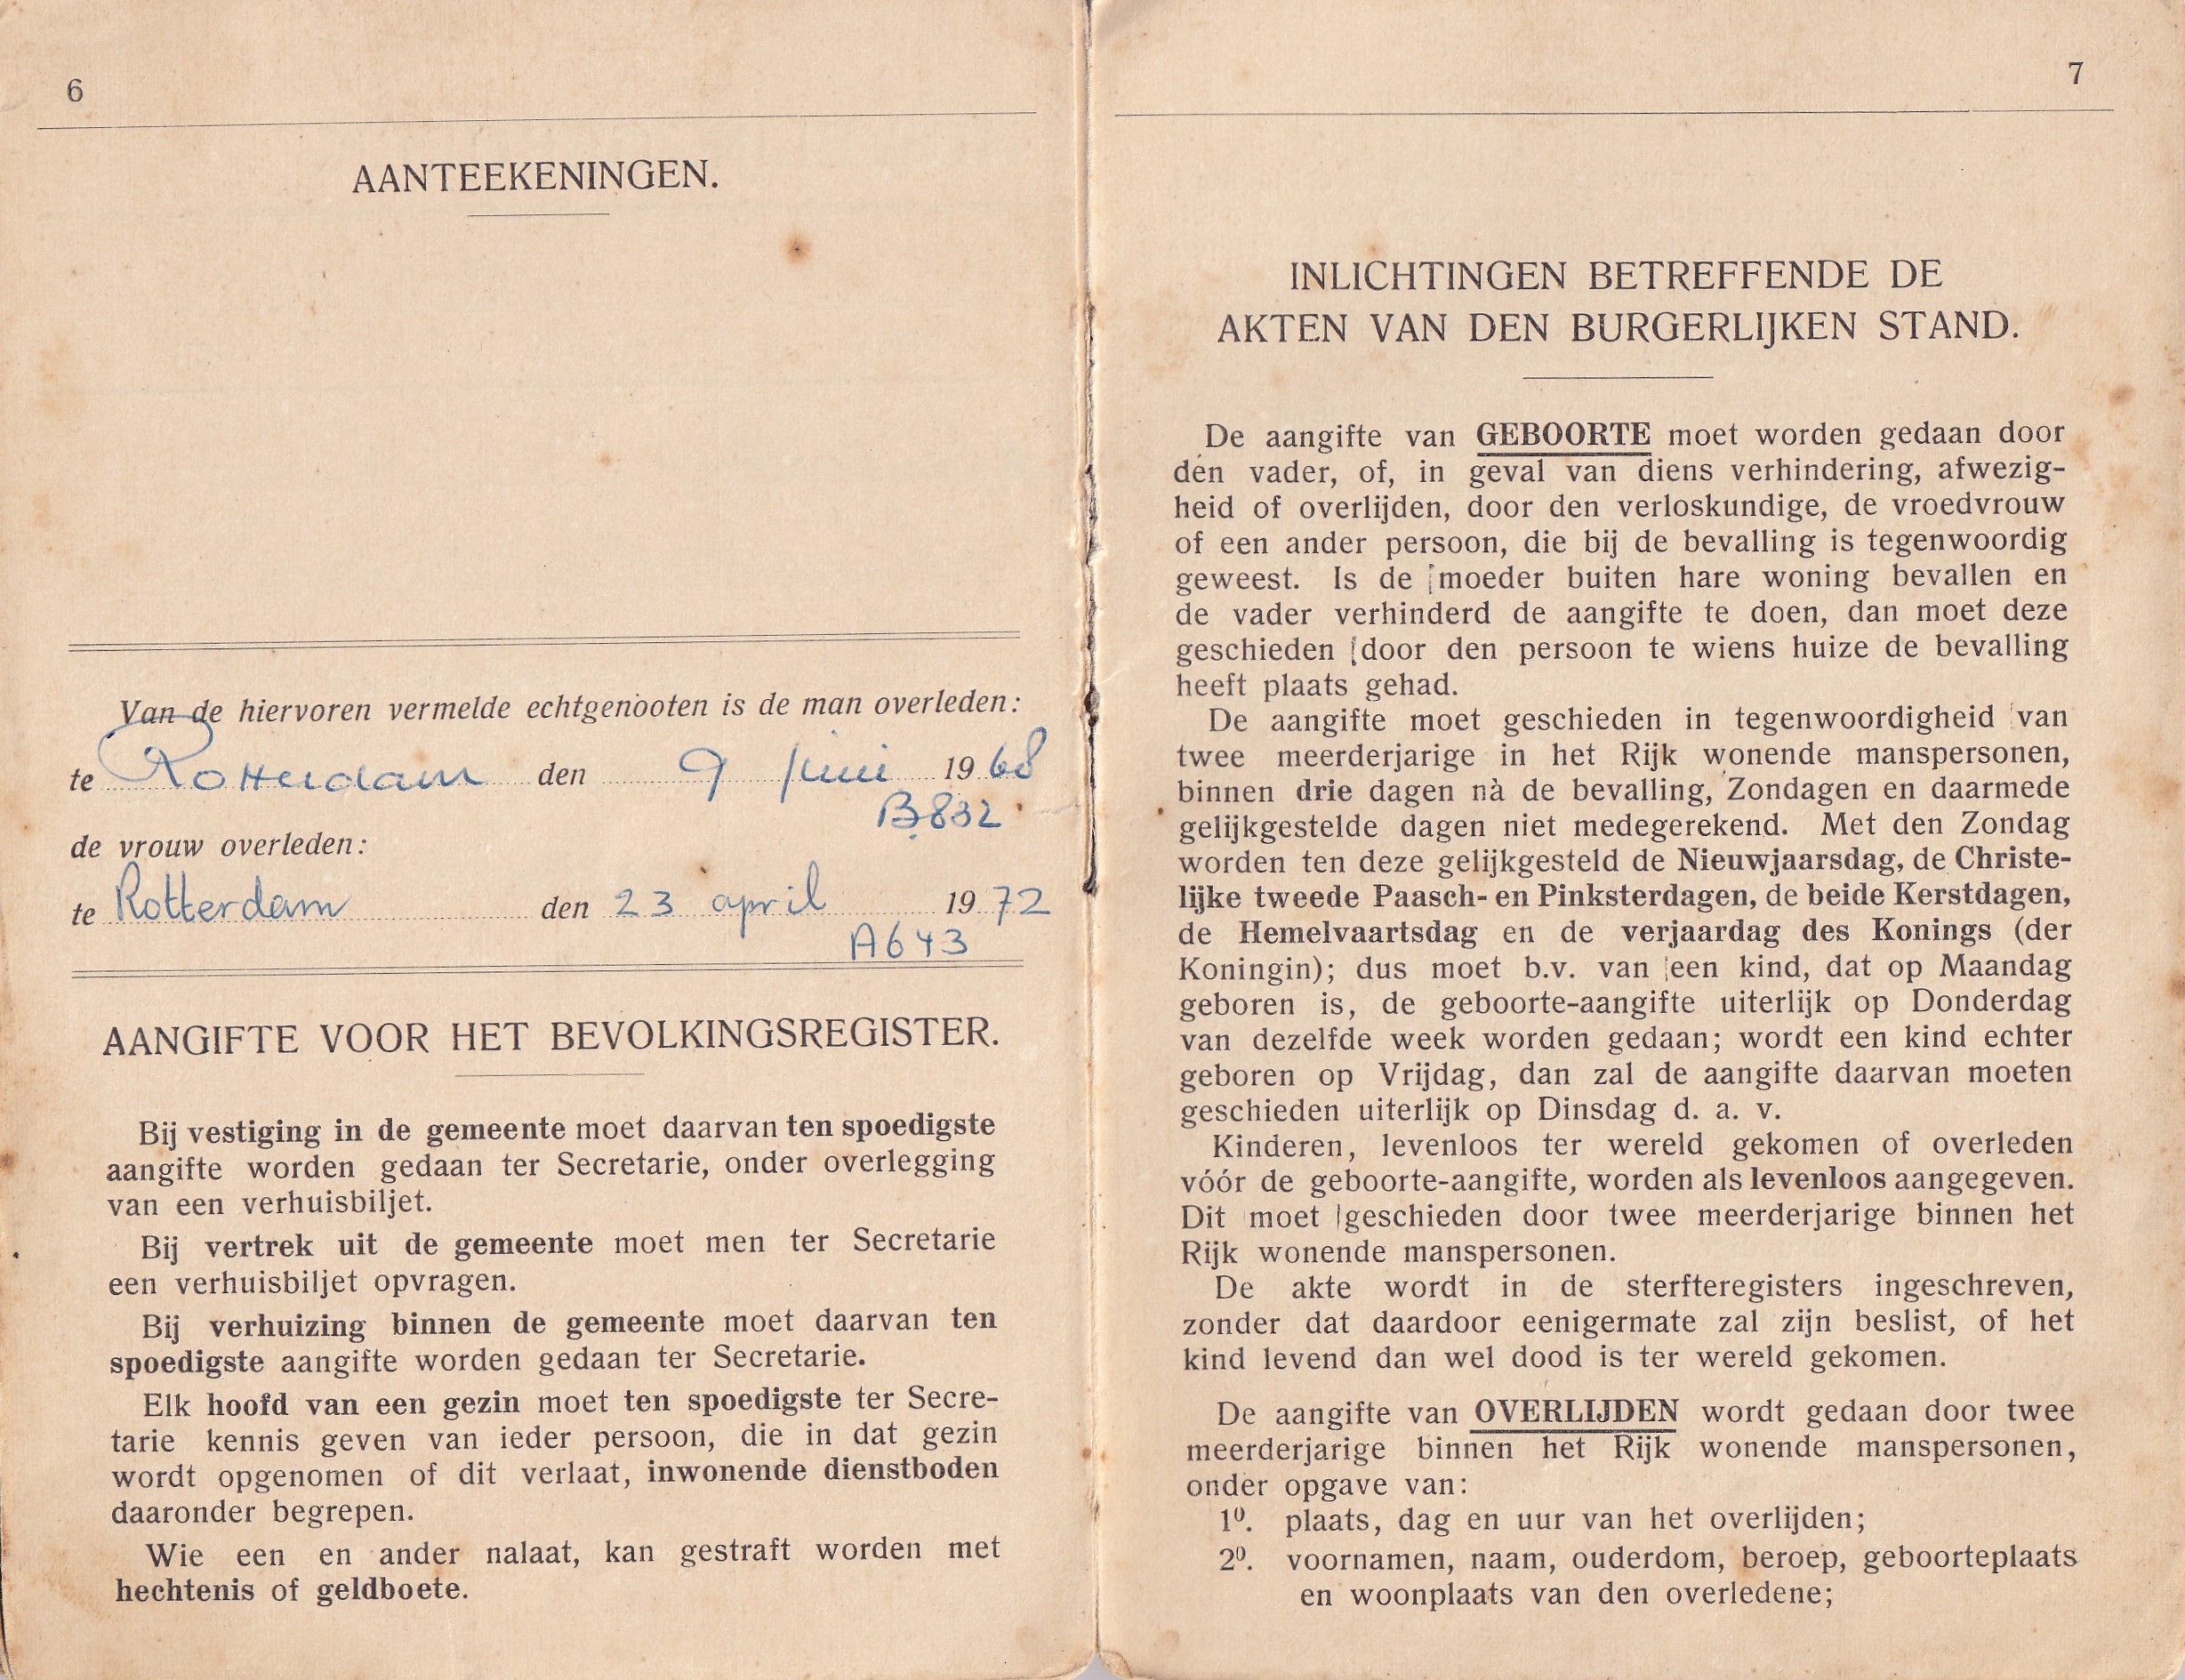 6
AANTEEKENINGEN.
Van de hiervoren vermelde echtgenooten is de man overleden:
te Rotterdam den 9 juni 1968
B832
de vrouw overleden:
te Rotterdam den 23 april 1972
A643
AANGIFTE VOOR HET BEVOLKINGSREGISTER.
Bij vestiging in de gemeente moet daarvan ten spoedigste
aangifte worden gedaan ter Secretarie, onder overlegging
van een verhuisbiljet.
Bij vertrek uit de gemeente moet men ter Secretarie
een verhuisbiljet opvragen.
Bij verhuizing binnen de gemeente moet daarvan ten
spoedigste aangifte worden gedaan ter Secretarie.
Elk hoofd van een gezin moet ten spoedigste ter Secre-
tarie kennis geven van ieder persoon, die in dat gezin
wordt opgenomen of dit verlaat, inwonende dienstboden
daaronder begrepen.
Wie een en ander nalaat, kan gestraft worden met
hechtenis of geldboete.
7
INLICHTINGEN BETREFFENDE DE
AKTEN VAN DEN BURGERLIJKEN STAND.
De aangifte van GEBOORTE moet worden gedaan door
den vader, of, in geval van diens verhindering, afwezig-
heid of overlijden, door den verloskundige, de vroedvrouw
of een ander persoon, die bij de bevalling is tegenwoordig
geweest. Is de moeder buiten hare woning bevallen en
de vader verhinderd de aangifte te doen, dan moet deze
geschieden door den persoon te wiens huize de bevalling
heeft plaats gehad.
De aangifte moet geschieden in tegenwoordigheid van
twee meerderjarige in het Rijk wonende manspersonen,
binnen drie dagen nà de bevalling, Zondagen en daarmede
gelijkgestelde dagen niet medegerekend. Met den Zondag
worden ten deze gelijkgesteld de Nieuwjaarsdag, de Christe-
lijke tweede Paasch- en Pinksterdagen, de beide Kerstdagen,
de Hemelvaartsdag en de verjaardag des Konings (der
Koningin); dus moet b.v. van een kind, dat op Maandag
geboren is, de geboorte-aangifte uiterlijk op Donderdag
van dezelfde week worden gedaan; wordt een kind echter
geboren op Vrijdag, dan zal de aangifte daarvan moeten
geschieden uiterlijk op Dinsdag d. a. v.
Kinderen, levenloos ter wereld gekomen of overleden
vóór de geboorte-aangifte, worden als levenloos aangegeven.
Dit moet geschieden door twee meerderjarige binnen het
Rijk wonende manspersonen.
De akte wordt in de sterfteregisters ingeschreven,
zonder dat daardoor eenigermate zal zijn beslist, of het
kind levend dan wel dood is ter wereld gekomen.
De aangifte van OVERLIJDEN wordt gedaan door twee
meerderjarige binnen het Rijk wonende manspersonen,
onder opgave van:
1⁰. plaats, dag en uur van het overlijden;
2⁰. voornamen, naam, ouderdom, beroep, geboorteplaats
en woonplaats van den overledene;